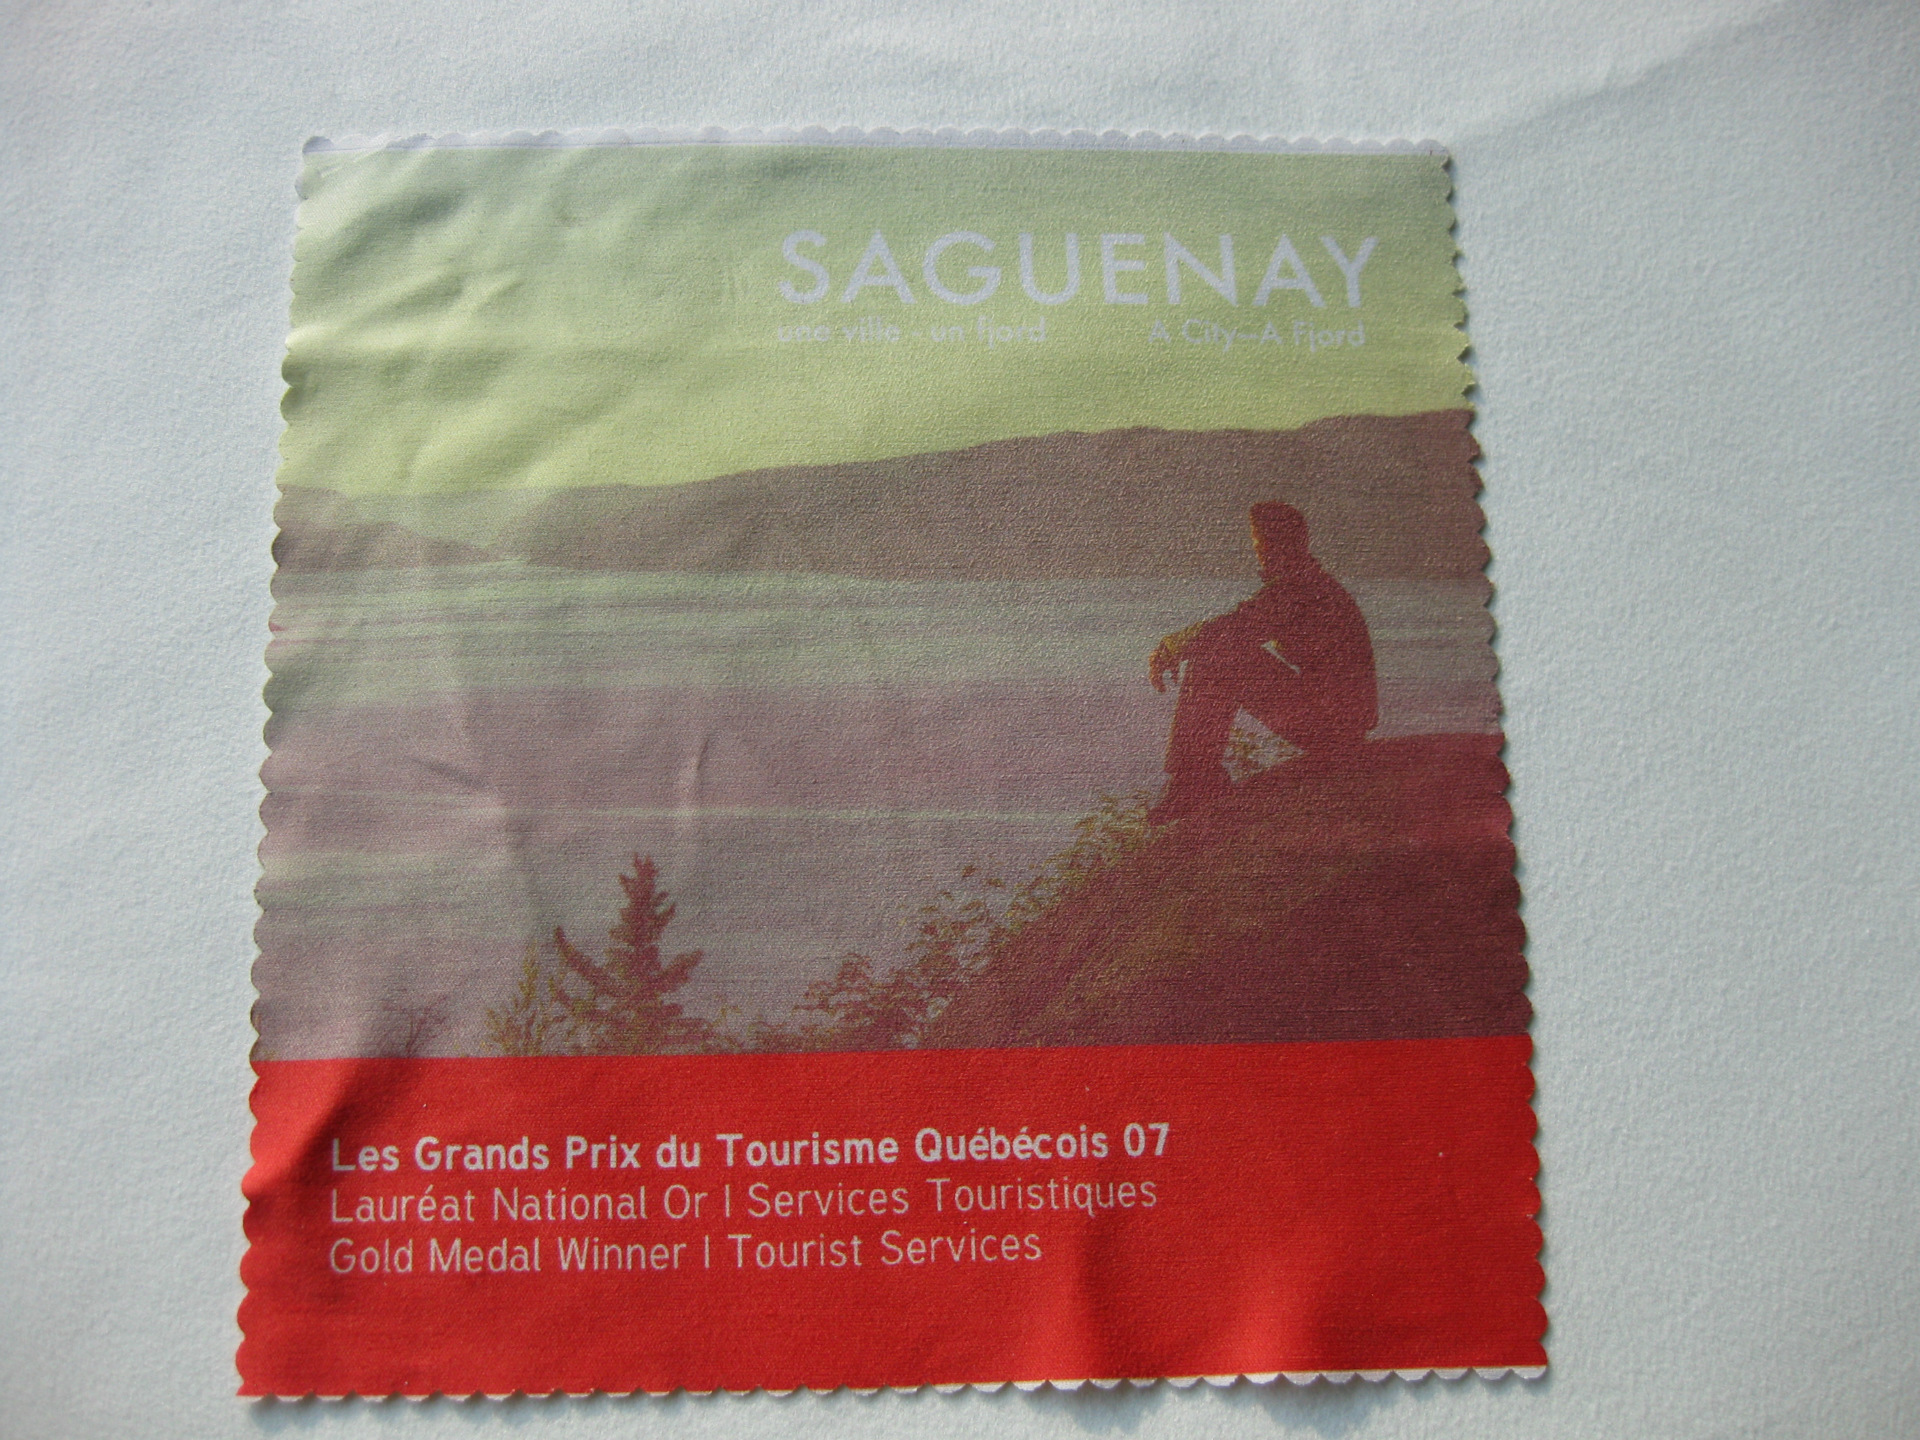 SAGUENAY
une ville - un fjord A City—A Fjord
Les Grands Prix du Tourisme Québécois 07
Lauréat National Or | Services Touristiques
Gold Medal Winner | Tourist Services